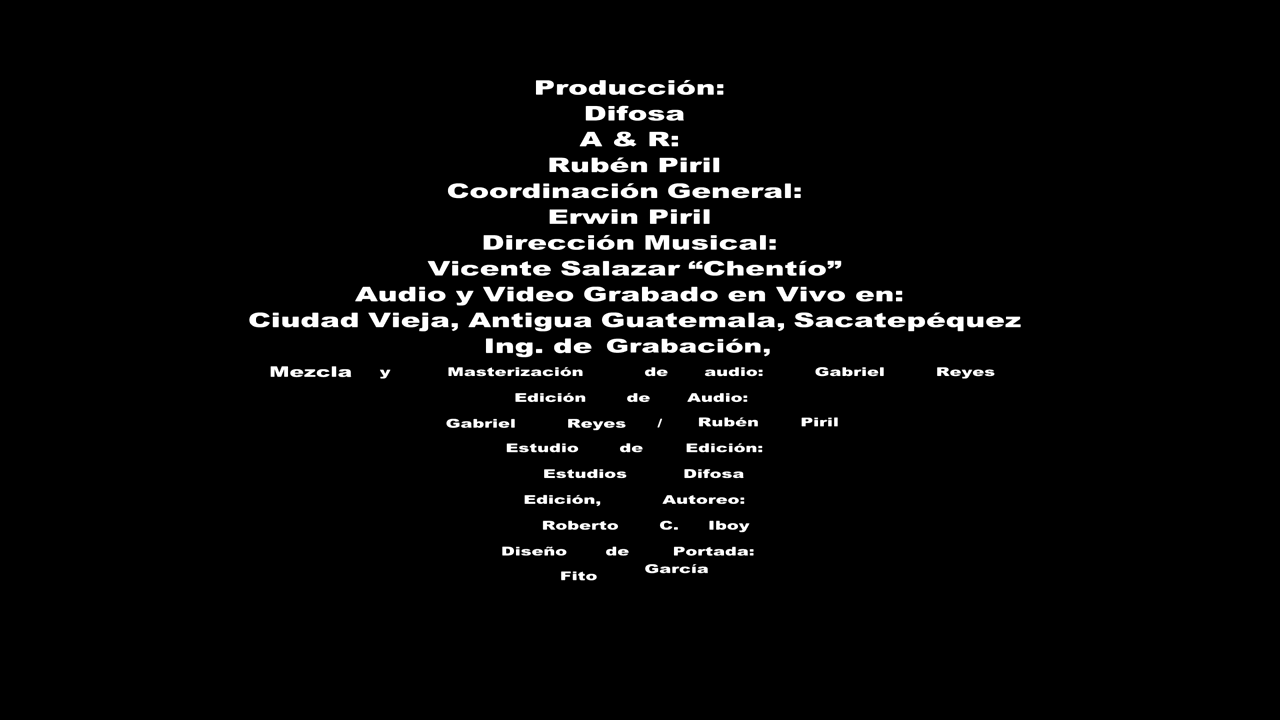 Producción:
Difosa
A & R:
Rubén Piril
Coordinación General:
Erwin Piril
Dirección Musical:
Vicente Salazar “Chentío”
Audio y Video Grabado en Vivo en:
Ciudad Vieja, Antigua Guatemala, Sacatepéquez
Ing. de Grabación,
Mezcla y Masterización de audio: Gabriel Reyes
Edición de Audio:
Gabriel Reyes / Rubén Piril
Estudio de Edición:
Estudios Difosa
Edición, Autoreo:
Roberto C. Iboy
Diseño de Portada:
Fito García